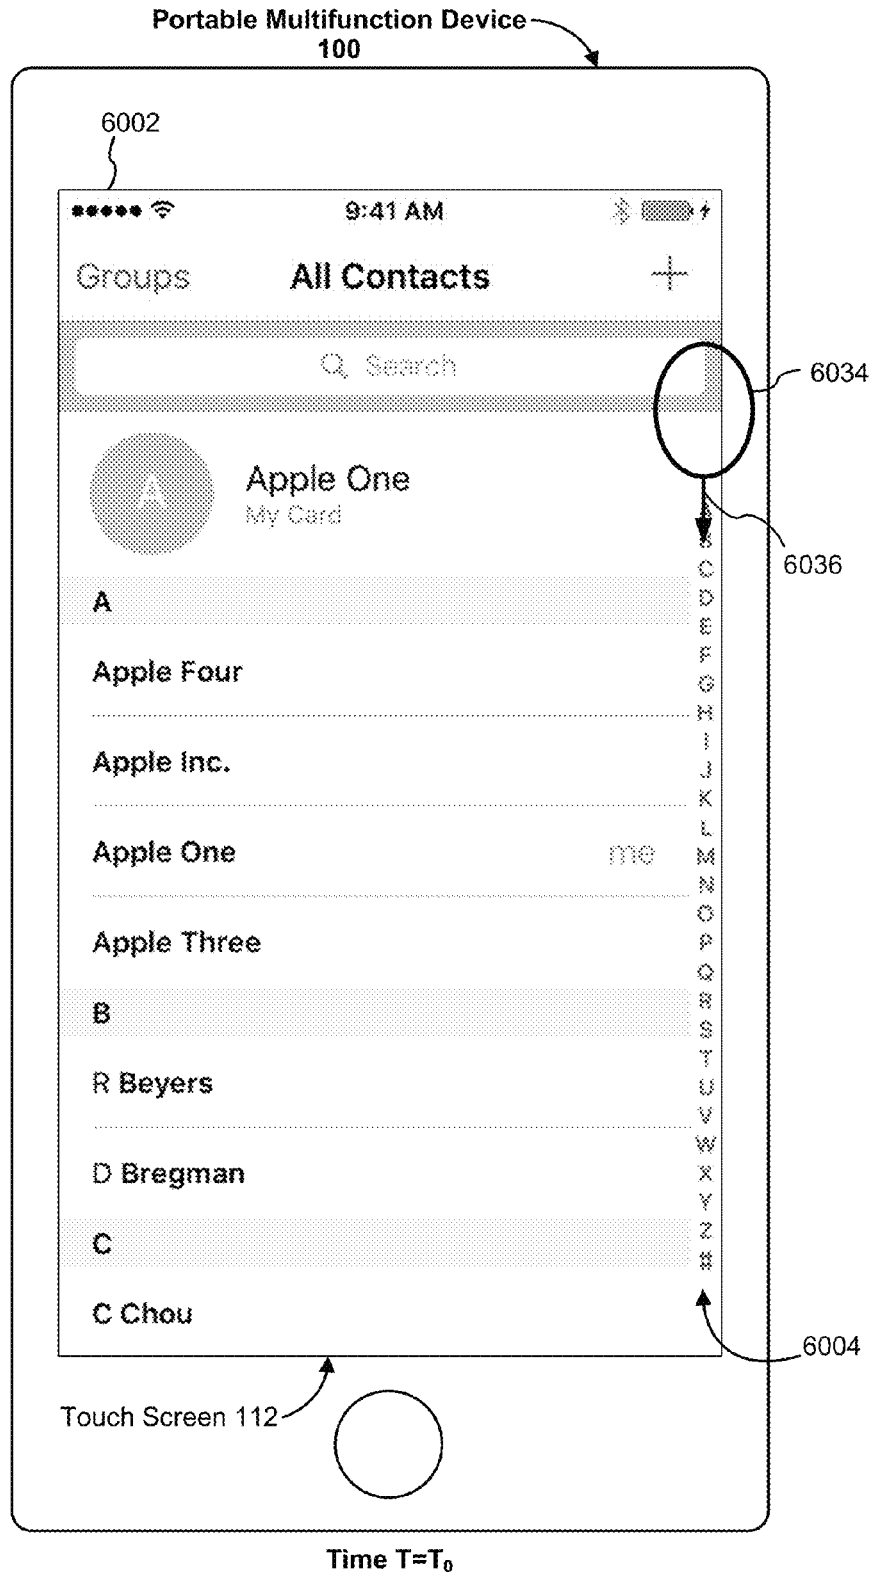 Portable Multifunction Device
100
6002
9:41 AM
Groups All Contacts +
Search
6034
A
Apple One
My Card
6036
A
B
C
D
E
F
G
H
I
J
K
L
M
N
O
P
Q
R
S
T
U
V
W
X
Y
Z
#
A
Apple Four
Apple Inc.
Apple One me
Apple Three
B
R Beyers
D Bregman
C
C Chou
6004
Touch Screen 112
Time T=T₀